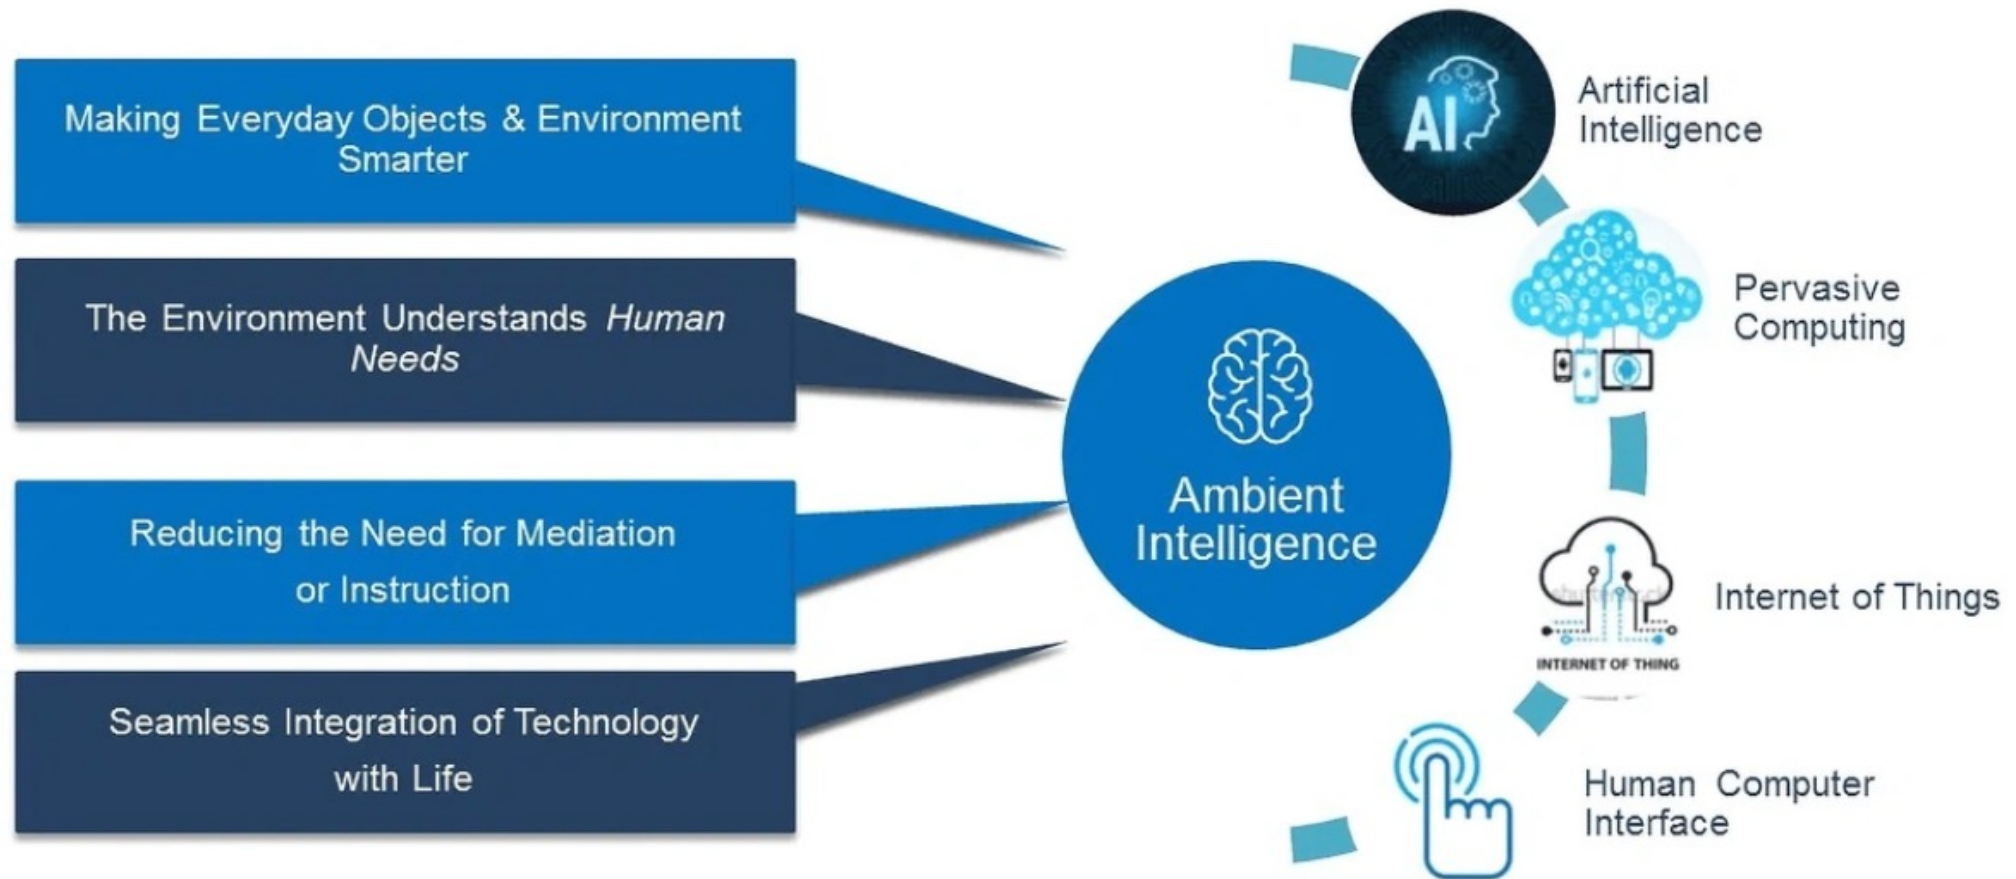 Making Everyday Objects & Environment
Smarter
The Environment Understands Human
Needs
Reducing the Need for Mediation
or Instruction
Seamless Integration of Technology
with Life
Ambient
Intelligence
AI
Artificial
Intelligence
Pervasive
Computing
Internet of Things
INTERNET OF THING
Human Computer
Interface